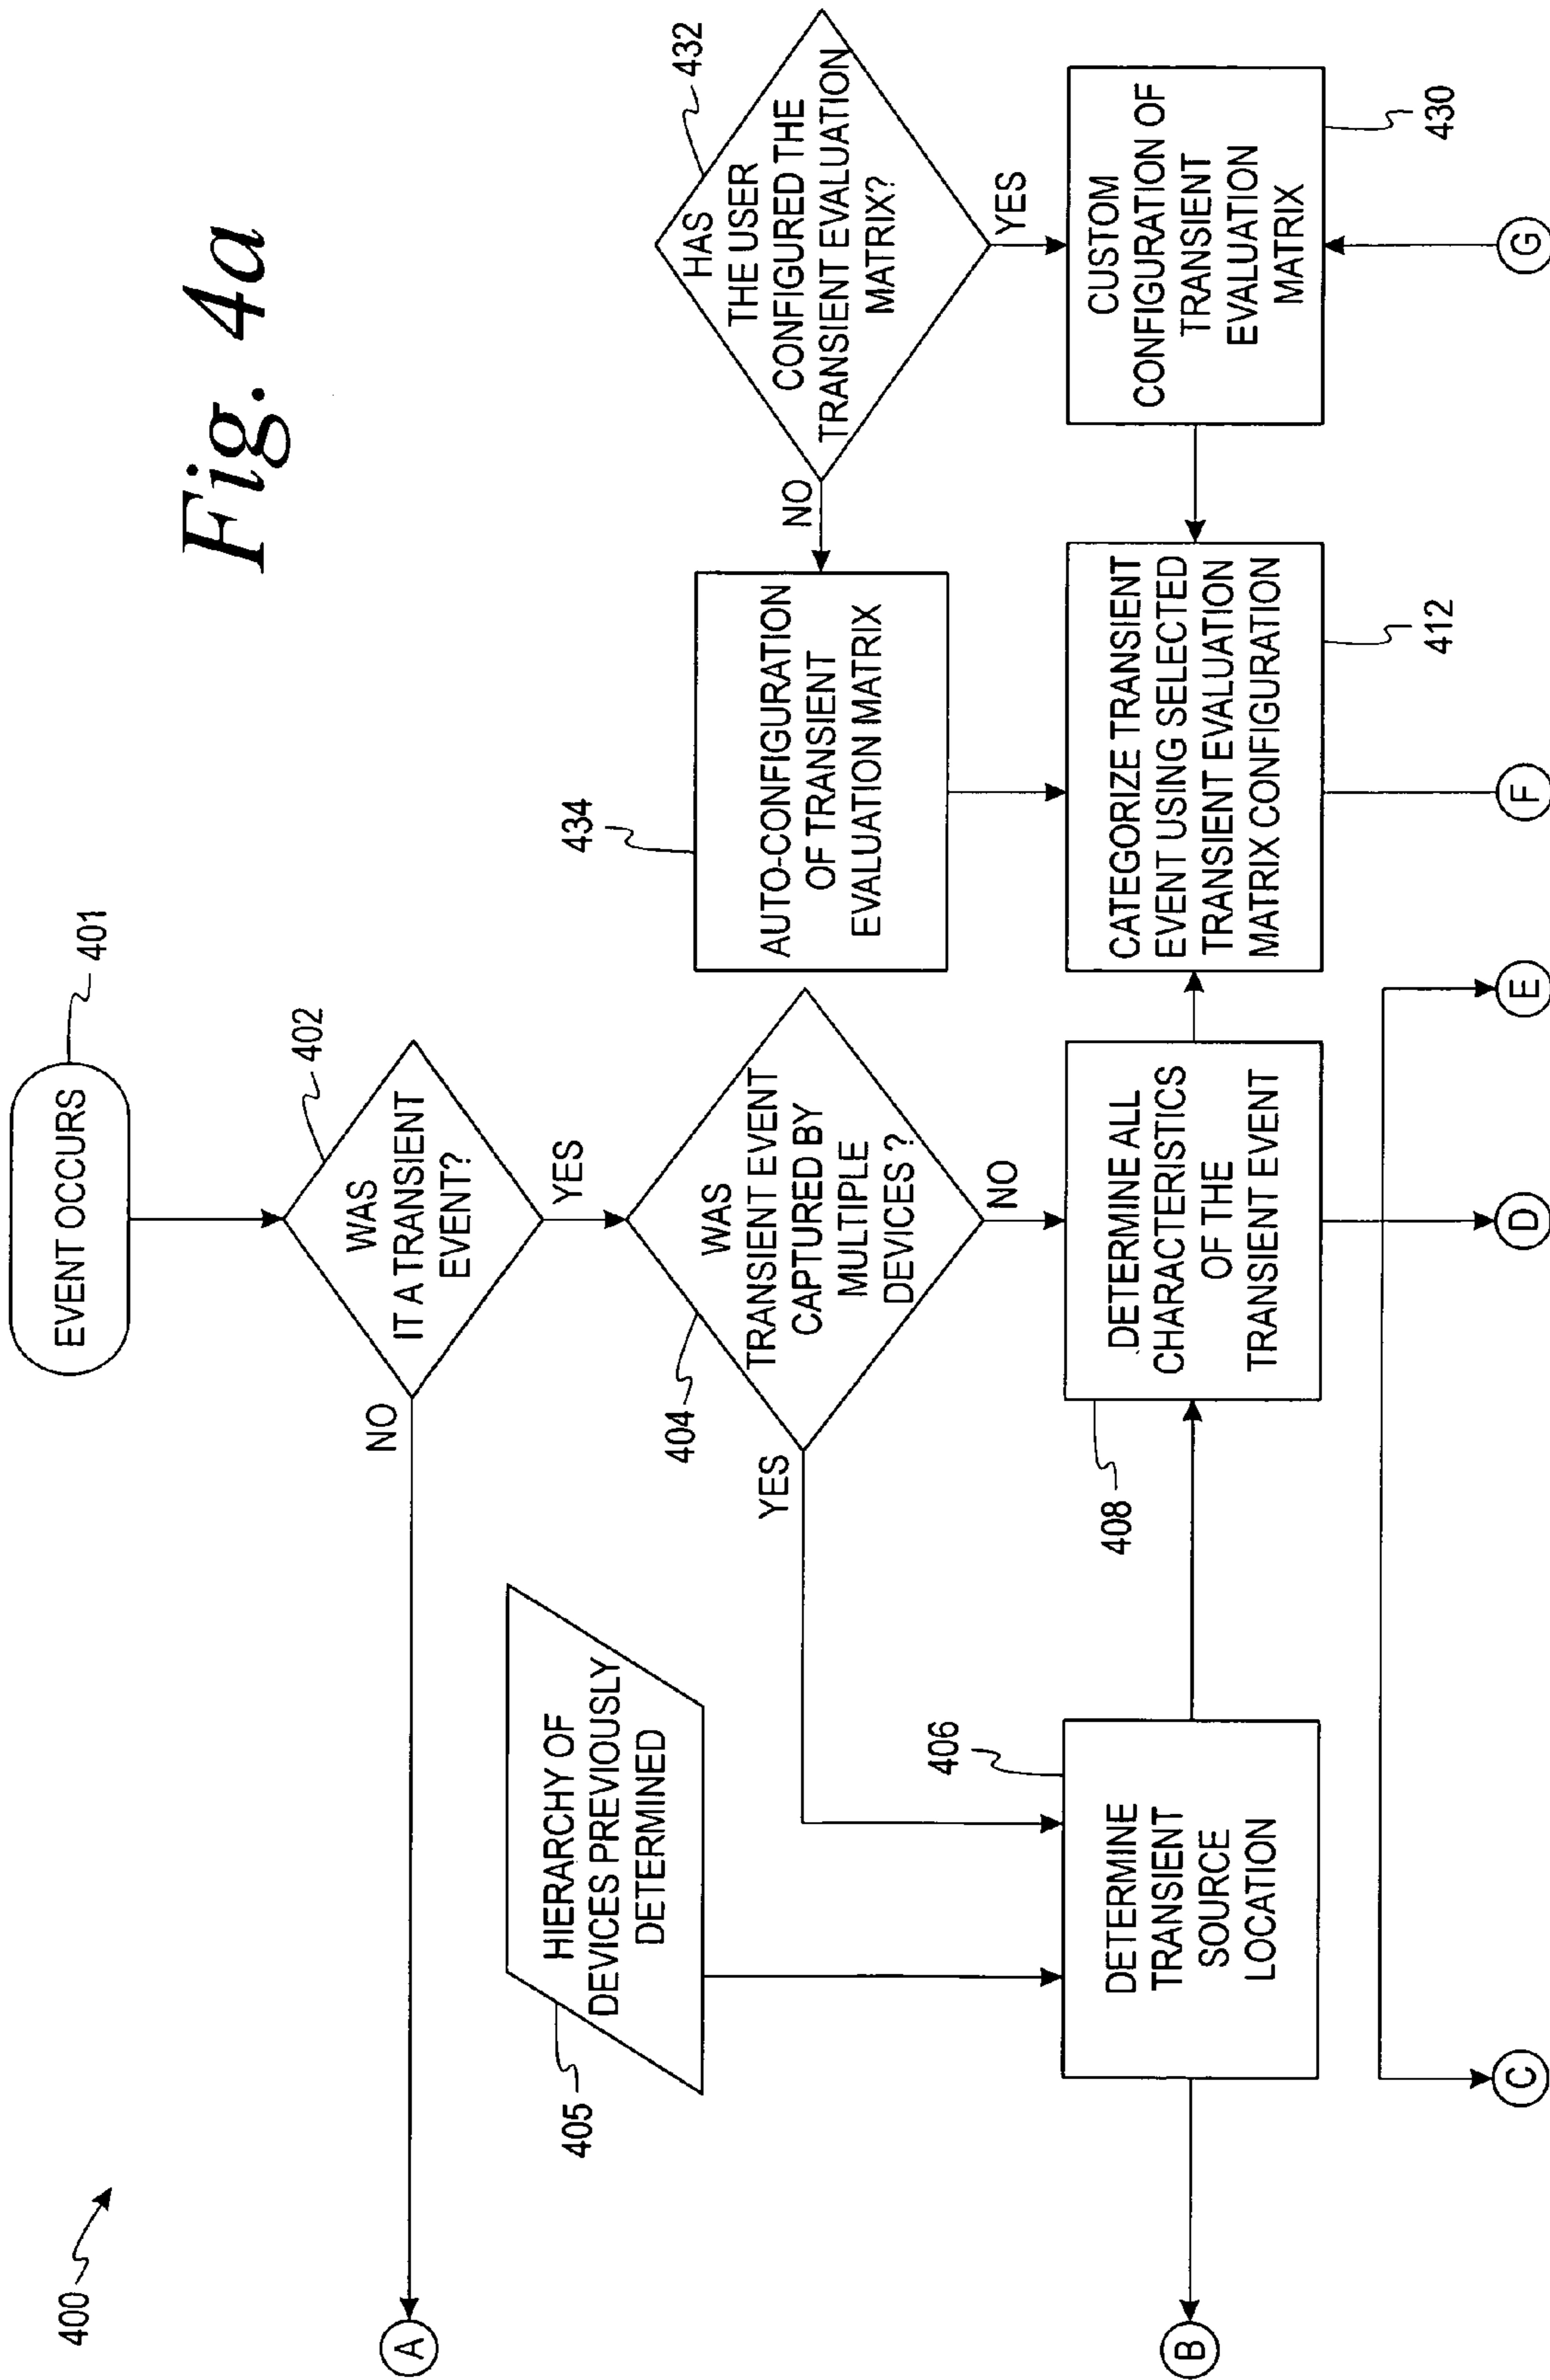 Fig. 4a
400
EVENT OCCURS
401
WAS
IT A TRANSIENT
EVENT?
402
NO
YES
A
HIERARCHY OF
DEVICES PREVIOUSLY
DETERMINED
405
WAS
TRANSIENT EVENT
CAPTURED BY
MULTIPLE
DEVICES ?
404
YES
NO
AUTO-CONFIGURATION
OF TRANSIENT
EVALUATION MATRIX
434
HAS
THE USER
CONFIGURED THE
TRANSIENT EVALUATION
MATRIX?
432
NO
YES
DETERMINE
TRANSIENT
SOURCE
LOCATION
406
B
DETERMINE ALL
CHARACTERISTICS
OF THE
TRANSIENT EVENT
408
CATEGORIZE TRANSIENT
EVENT USING SELECTED
TRANSIENT EVALUATION
MATRIX CONFIGURATION
412
CUSTOM
CONFIGURATION OF
TRANSIENT
EVALUATION
MATRIX
430
C
D
E
F
G